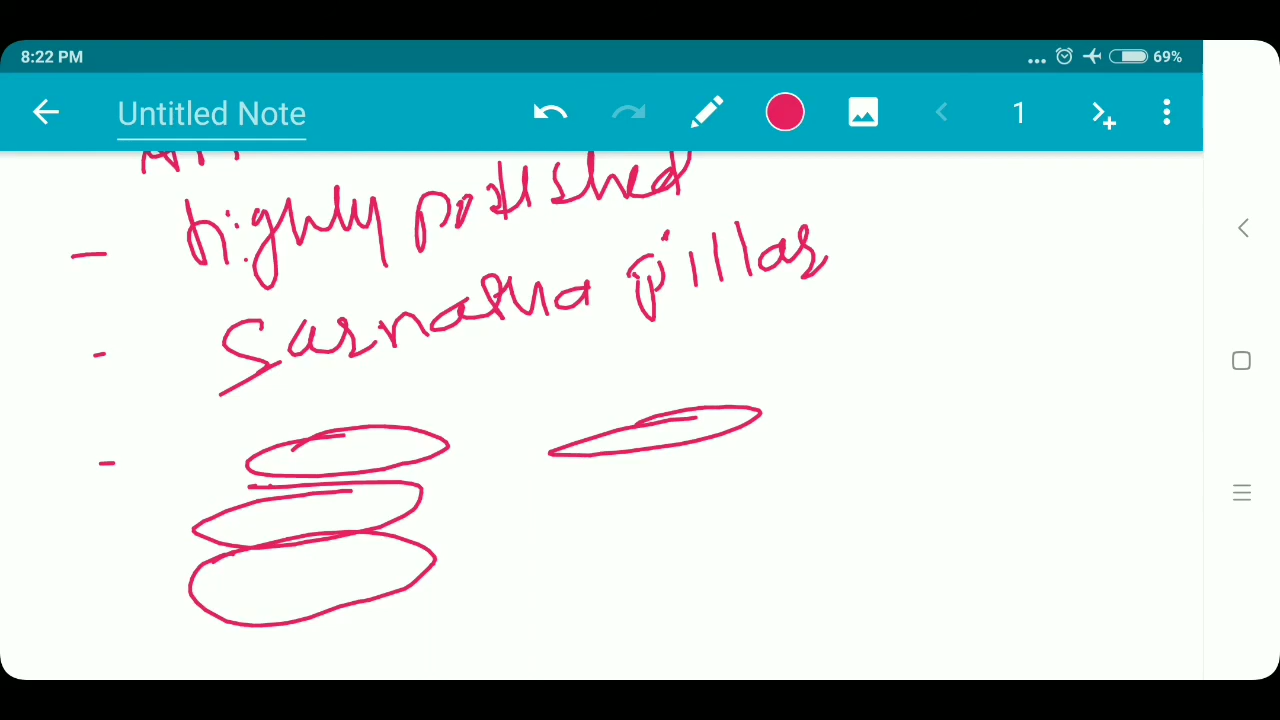 8:22 PM
69%
Untitled Note
1
- highly polished
- Sarnatha pillar
-